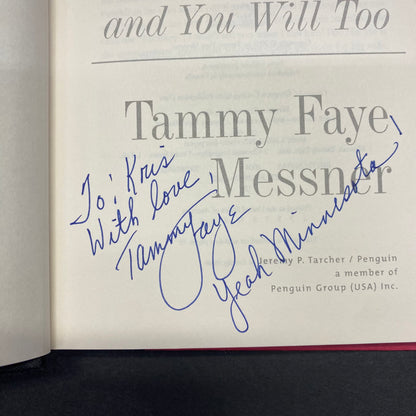 and You Will Too
Tammy Faye
Messner
To! Kris
With love!
Tammy Faye
Yeah Minnesota!
Jeremy P. Tarcher / Penguin
a member of
Penguin Group (USA) Inc.